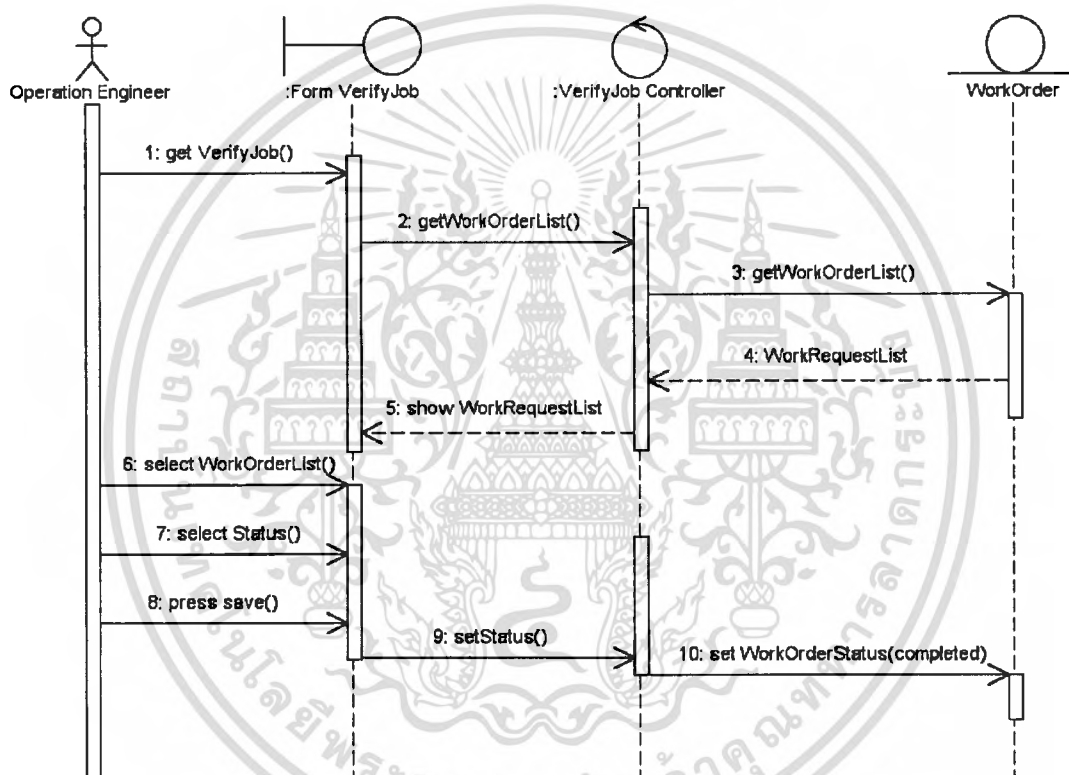 Operation Engineer
:Form VerifyJob
:VerifyJob Controller
WorkOrder
1: get VerifyJob()
2: getWorkOrderList()
3: getWorkOrderList()
4: WorkRequestList
5: show WorkRequestList
6: select WorkOrderList()
7: select Status()
8: press save()
9: setStatus()
10: set WorkOrderStatus(completed)